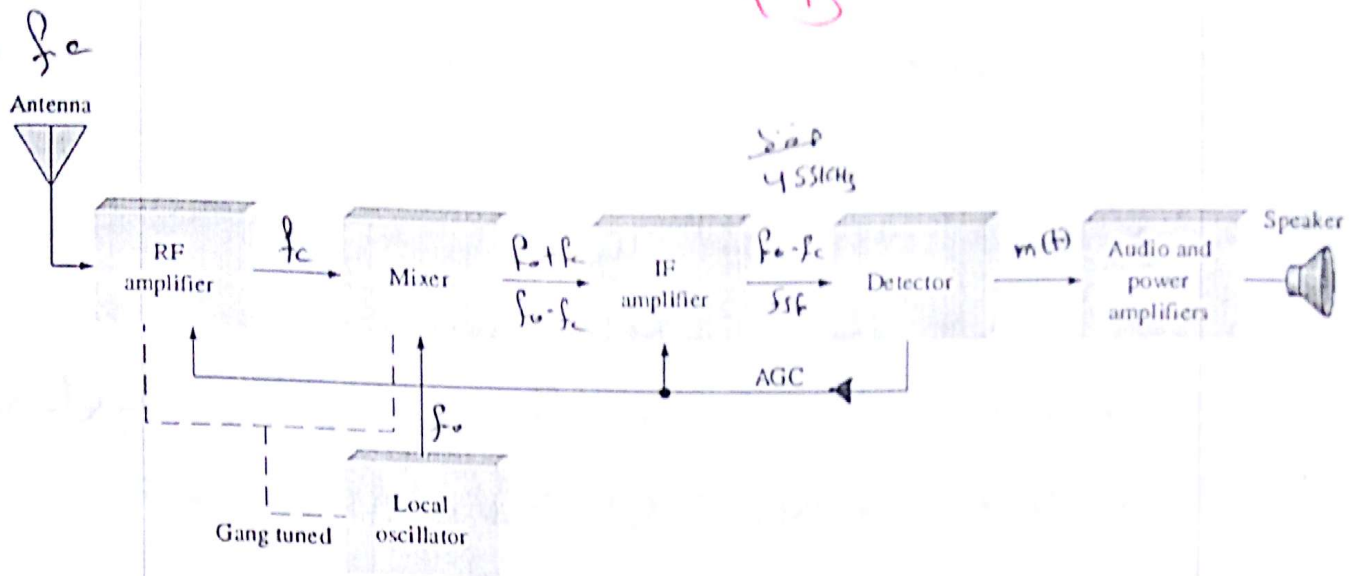 fc
Antenna
RF
amplifier
fc
Mixer
fo+fc
fo-fc
IF
amplifier
455KHz
fo-fc
Detector
m(t)
Audio and
power
amplifiers
Speaker
AGC
fo
Local
oscillator
Gang tuned